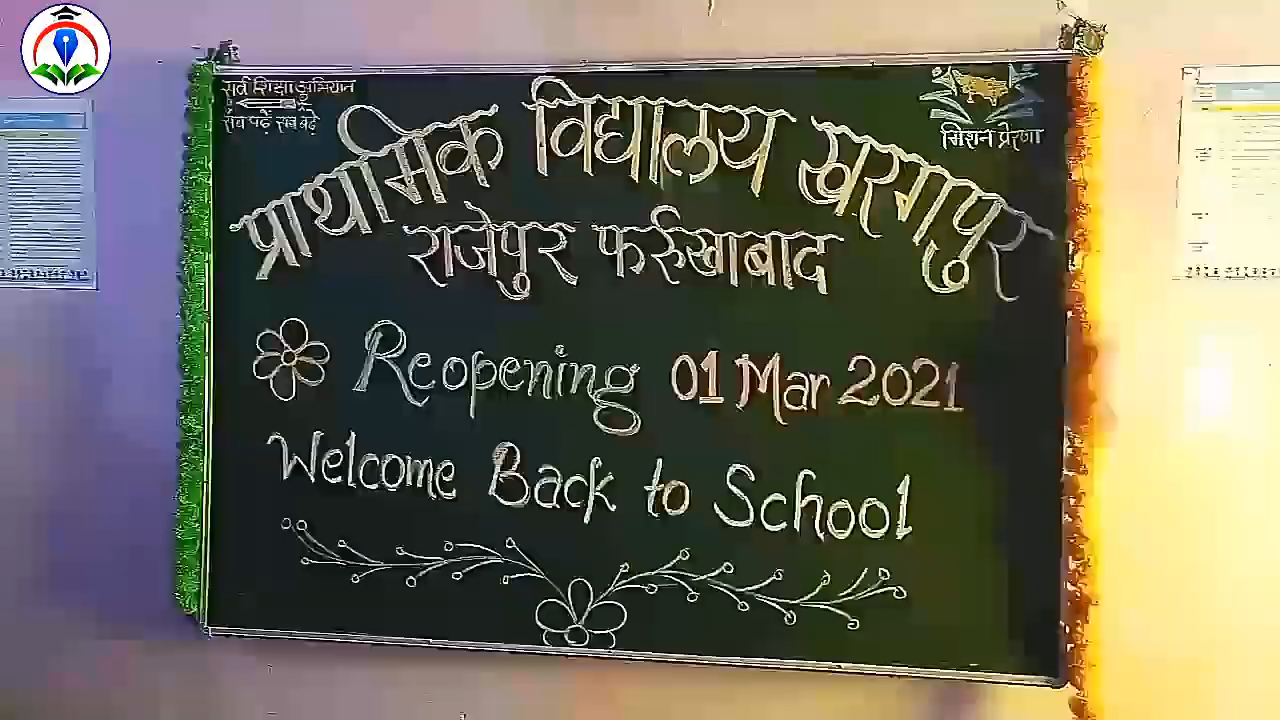 सर्व शिक्षा अभियान
सब पढ़ें सब बढ़ें
मिशन प्रेरणा
प्राथमिक विद्यालय खरगपुर
राजेपुर फर्रुखाबाद
Reopening 01 Mar 2021
Welcome Back to School